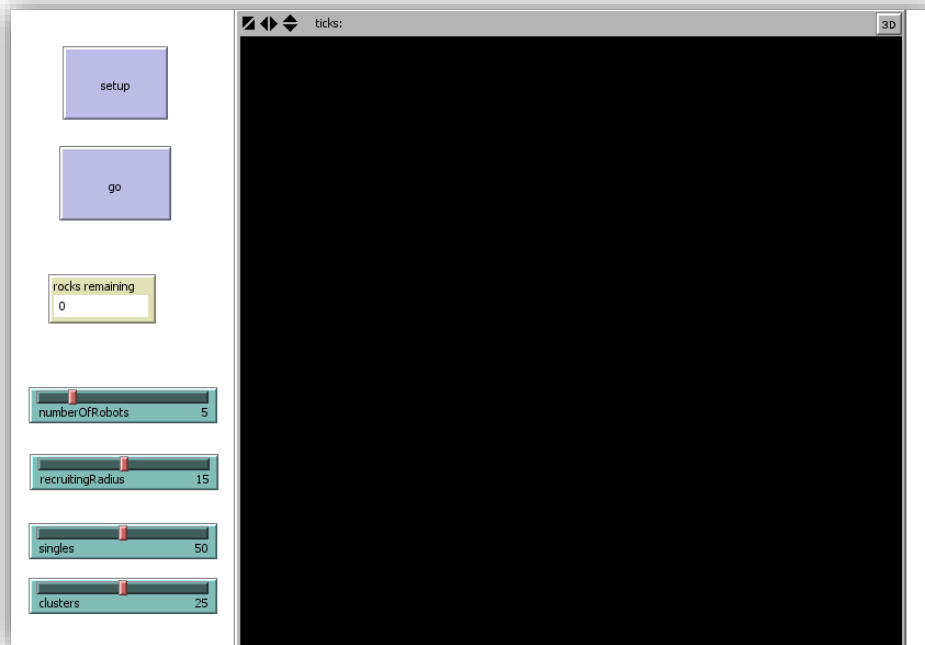 ticks:
3D
setup
go
rocks remaining
0
numberOfRobots 5
recruitingRadius 15
singles 50
clusters 25